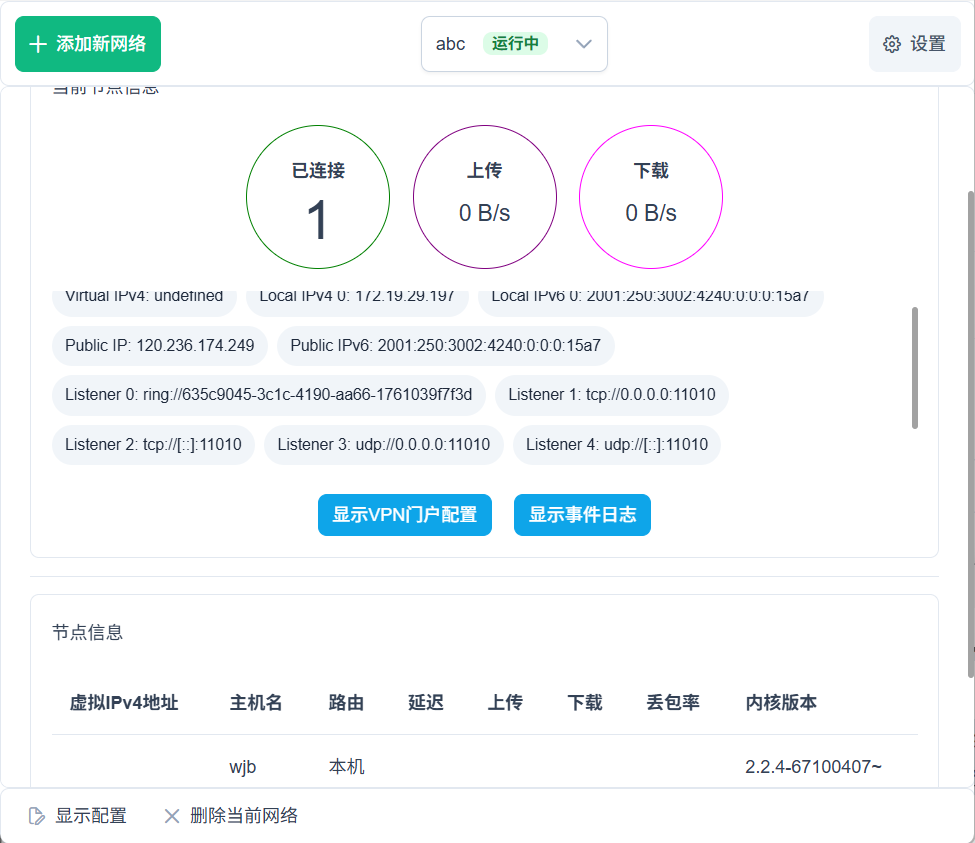 添加新网络
abc 运行中
设置
当前节点信息
已连接 上传 下载
1 0 B/s 0 B/s
Virtual IPv4: undefined Local IPv4 0: 172.19.29.197 Local IPv6 0: 2001:250:3002:4240:0:0:0:15a7
Public IP: 120.236.174.249 Public IPv6: 2001:250:3002:4240:0:0:0:15a7
Listener 0: ring://635c9045-3c1c-4190-aa66-1761039f7f3d Listener 1: tcp://0.0.0.0:11010
Listener 2: tcp://[::]:11010 Listener 3: udp://0.0.0.0:11010 Listener 4: udp://[::]:11010
显示VPN门户配置 显示事件日志
节点信息
虚拟IPv4地址 主机名 路由 延迟 上传 下载 丢包率 内核版本
wjb 本机 2.2.4-67100407~
显示配置 删除当前网络